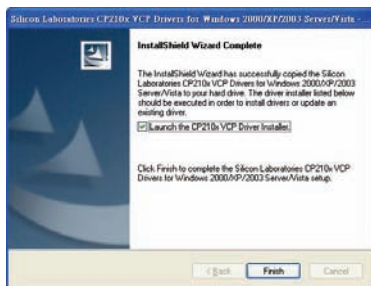 Silicon Laboratories CP210x VCP Drivers for Windows 2000/XP/2003 Server/Vista - ...
InstallShield Wizard Complete
The InstallShield Wizard has successfully copied the Silicon
Laboratories CP210x VCP Drivers for Windows 2000/XP/2003
Server/Vista to your hard drive. The driver installer listed below
should be executed in order to install drivers or update an
existing driver.
Launch the CP210x VCP Driver Installer.
Click Finish to complete the Silicon Laboratories CP210x VCP
Drivers for Windows 2000/XP/2003 Server/Vista setup.
< Back
Finish
Cancel